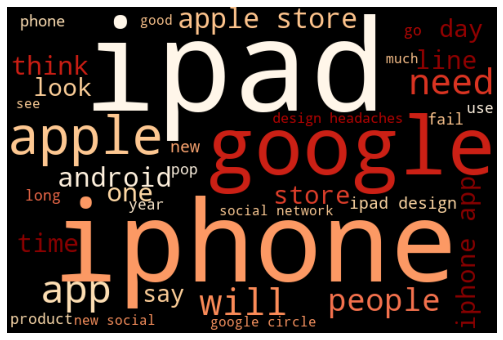 phone
good
apple store
go
day
ipad
think
look
much
line
need
see
use
apple
google
design headaches
fail
new
android
pop
one
long
year
store
ipad design
social network
iphone
iphone app
time
app
say
will
people
product
new social
google circle